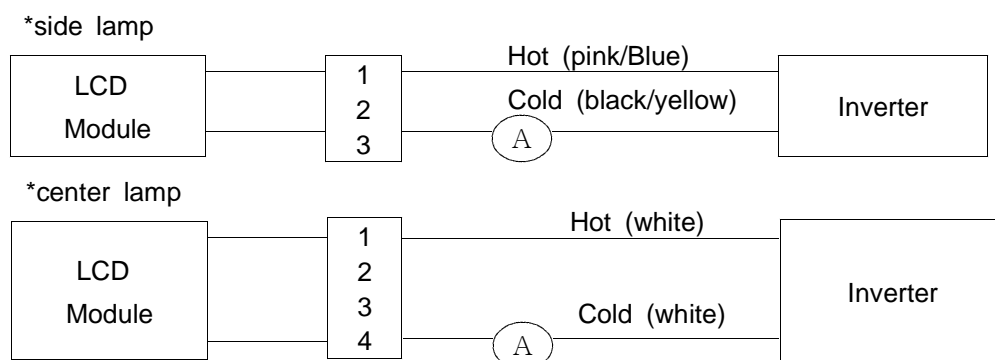 *side lamp
Hot (pink/Blue)
LCD
Module
1
2
3
Cold (black/yellow)
A
Inverter
*center lamp
Hot (white)
LCD
Module
1
2
3
4
Cold (white)
A
Inverter